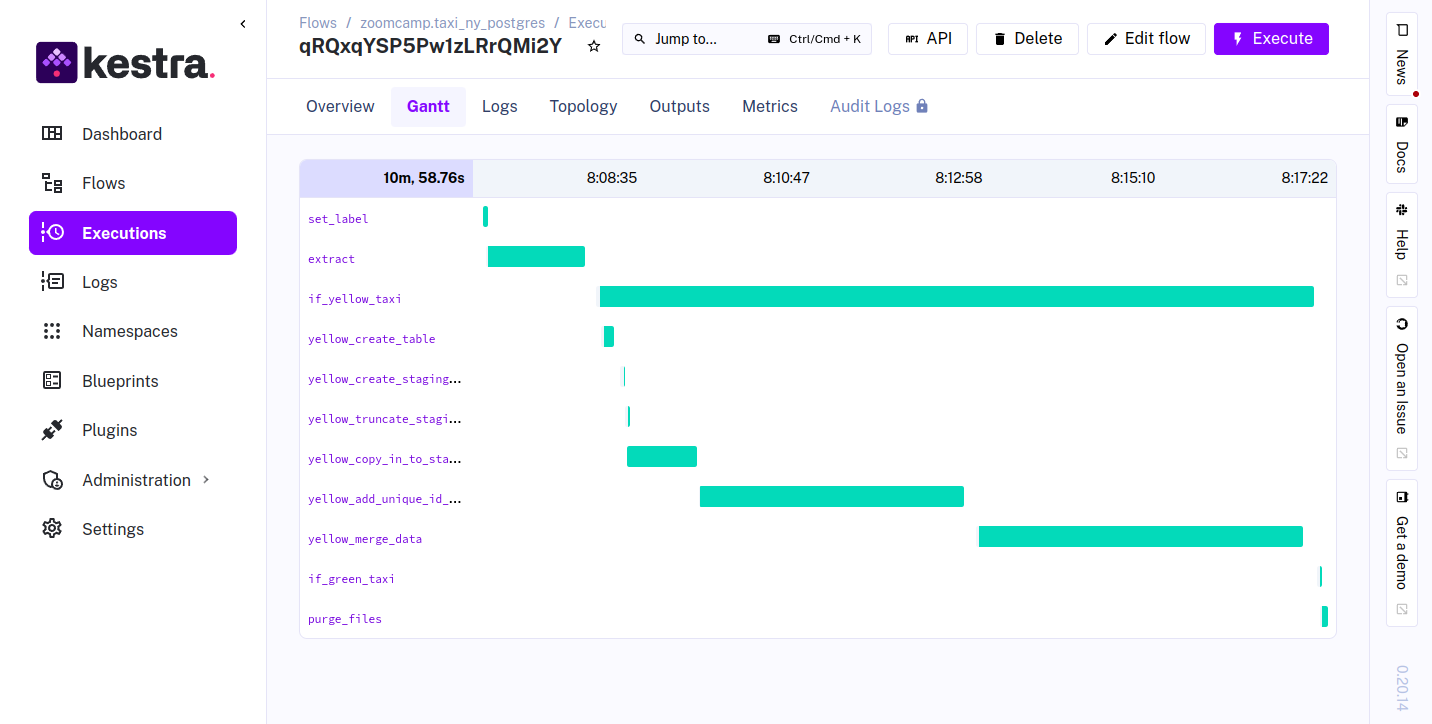 kestra.
Dashboard
Flows
Executions
Logs
Namespaces
Blueprints
Plugins
Administration
Settings
Flows / zoomcamp.taxi_ny_postgres / Execu
qRQxqYSP5Pw1zLRrQMi2Y
Jump to... Ctrl/Cmd + K
API API
Delete
Edit flow
Execute
Overview Gantt Logs Topology Outputs Metrics Audit Logs
10m, 58.76s 8:08:35 8:10:47 8:12:58 8:15:10 8:17:22
set_label
extract
if_yellow_taxi
yellow_create_table
yellow_create_staging...
yellow_truncate_stagi...
yellow_copy_in_to_sta...
yellow_add_unique_id_...
yellow_merge_data
if_green_taxi
purge_files
News
Docs
Help
Open an Issue
Get a demo
0.20.14